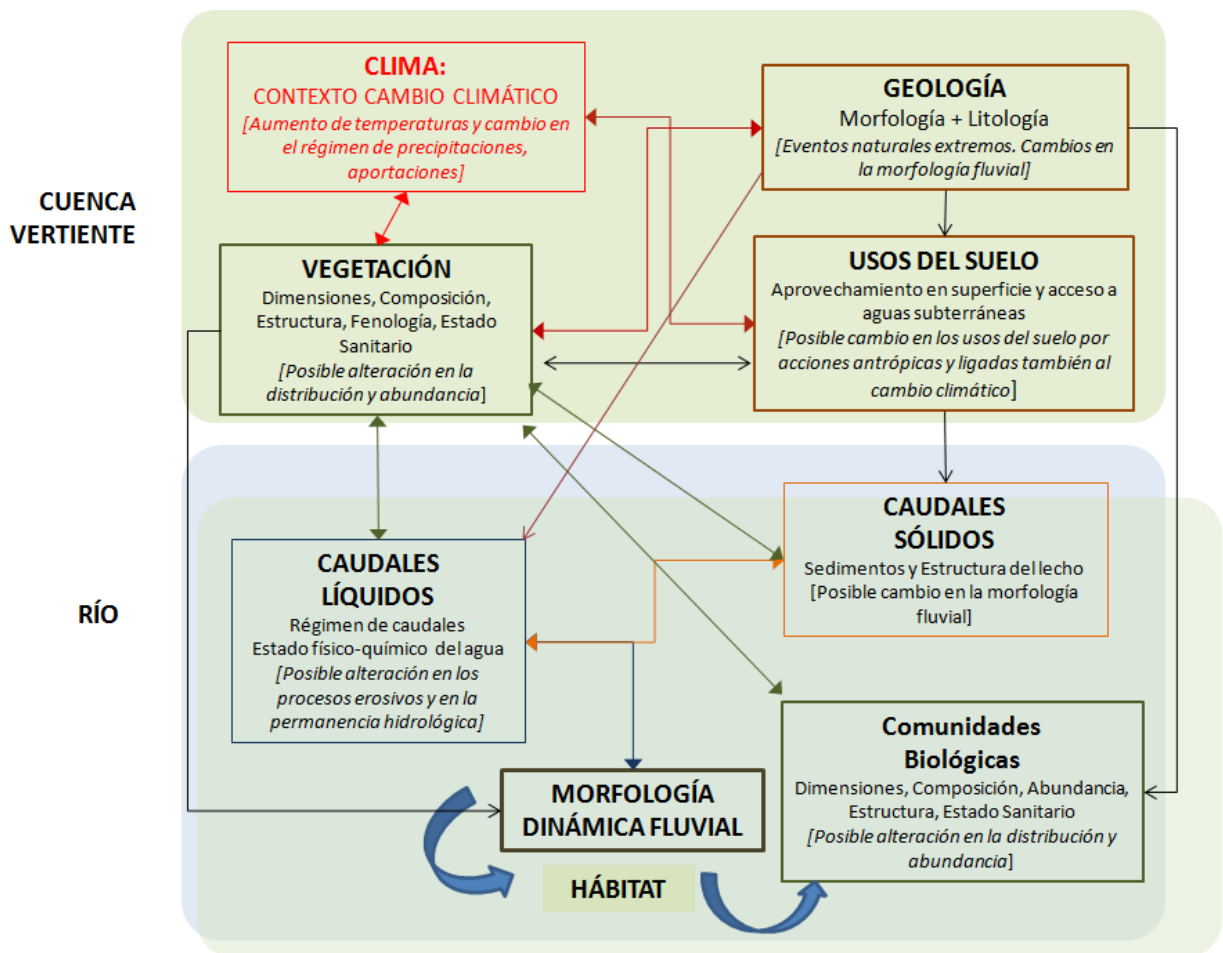 CLIMA:
CONTEXTO CAMBIO CLIMÁTICO
[Aumento de temperaturas y cambio en
el régimen de precipitaciones,
aportaciones]
GEOLOGÍA
Morfología + Litología
[Eventos naturales extremos. Cambios en
la morfología fluvial]
CUENCA
VERTIENTE
VEGETACIÓN
Dimensiones, Composición,
Estructura, Fenología, Estado
Sanitario
[Posible alteración en la
distribución y abundancia]
USOS DEL SUELO
Aprovechamiento en superficie y acceso a
aguas subterráneas
[Posible cambio en los usos del suelo por
acciones antrópicas y ligadas también al
cambio climático]
CAUDALES
SÓLIDOS
Sedimentos y Estructura del lecho
[Posible cambio en la morfología
fluvial]
RÍO
CAUDALES
LÍQUIDOS
Régimen de caudales
Estado físico-químico del agua
[Posible alteración en los
procesos erosivos y en la
permanencia hidrológica]
Comunidades
Biológicas
Dimensiones, Composición, Abundancia,
Estructura, Estado Sanitario
[Posible alteración en la distribución y
abundancia]
MORFOLOGÍA
DINÁMICA FLUVIAL
HÁBITAT